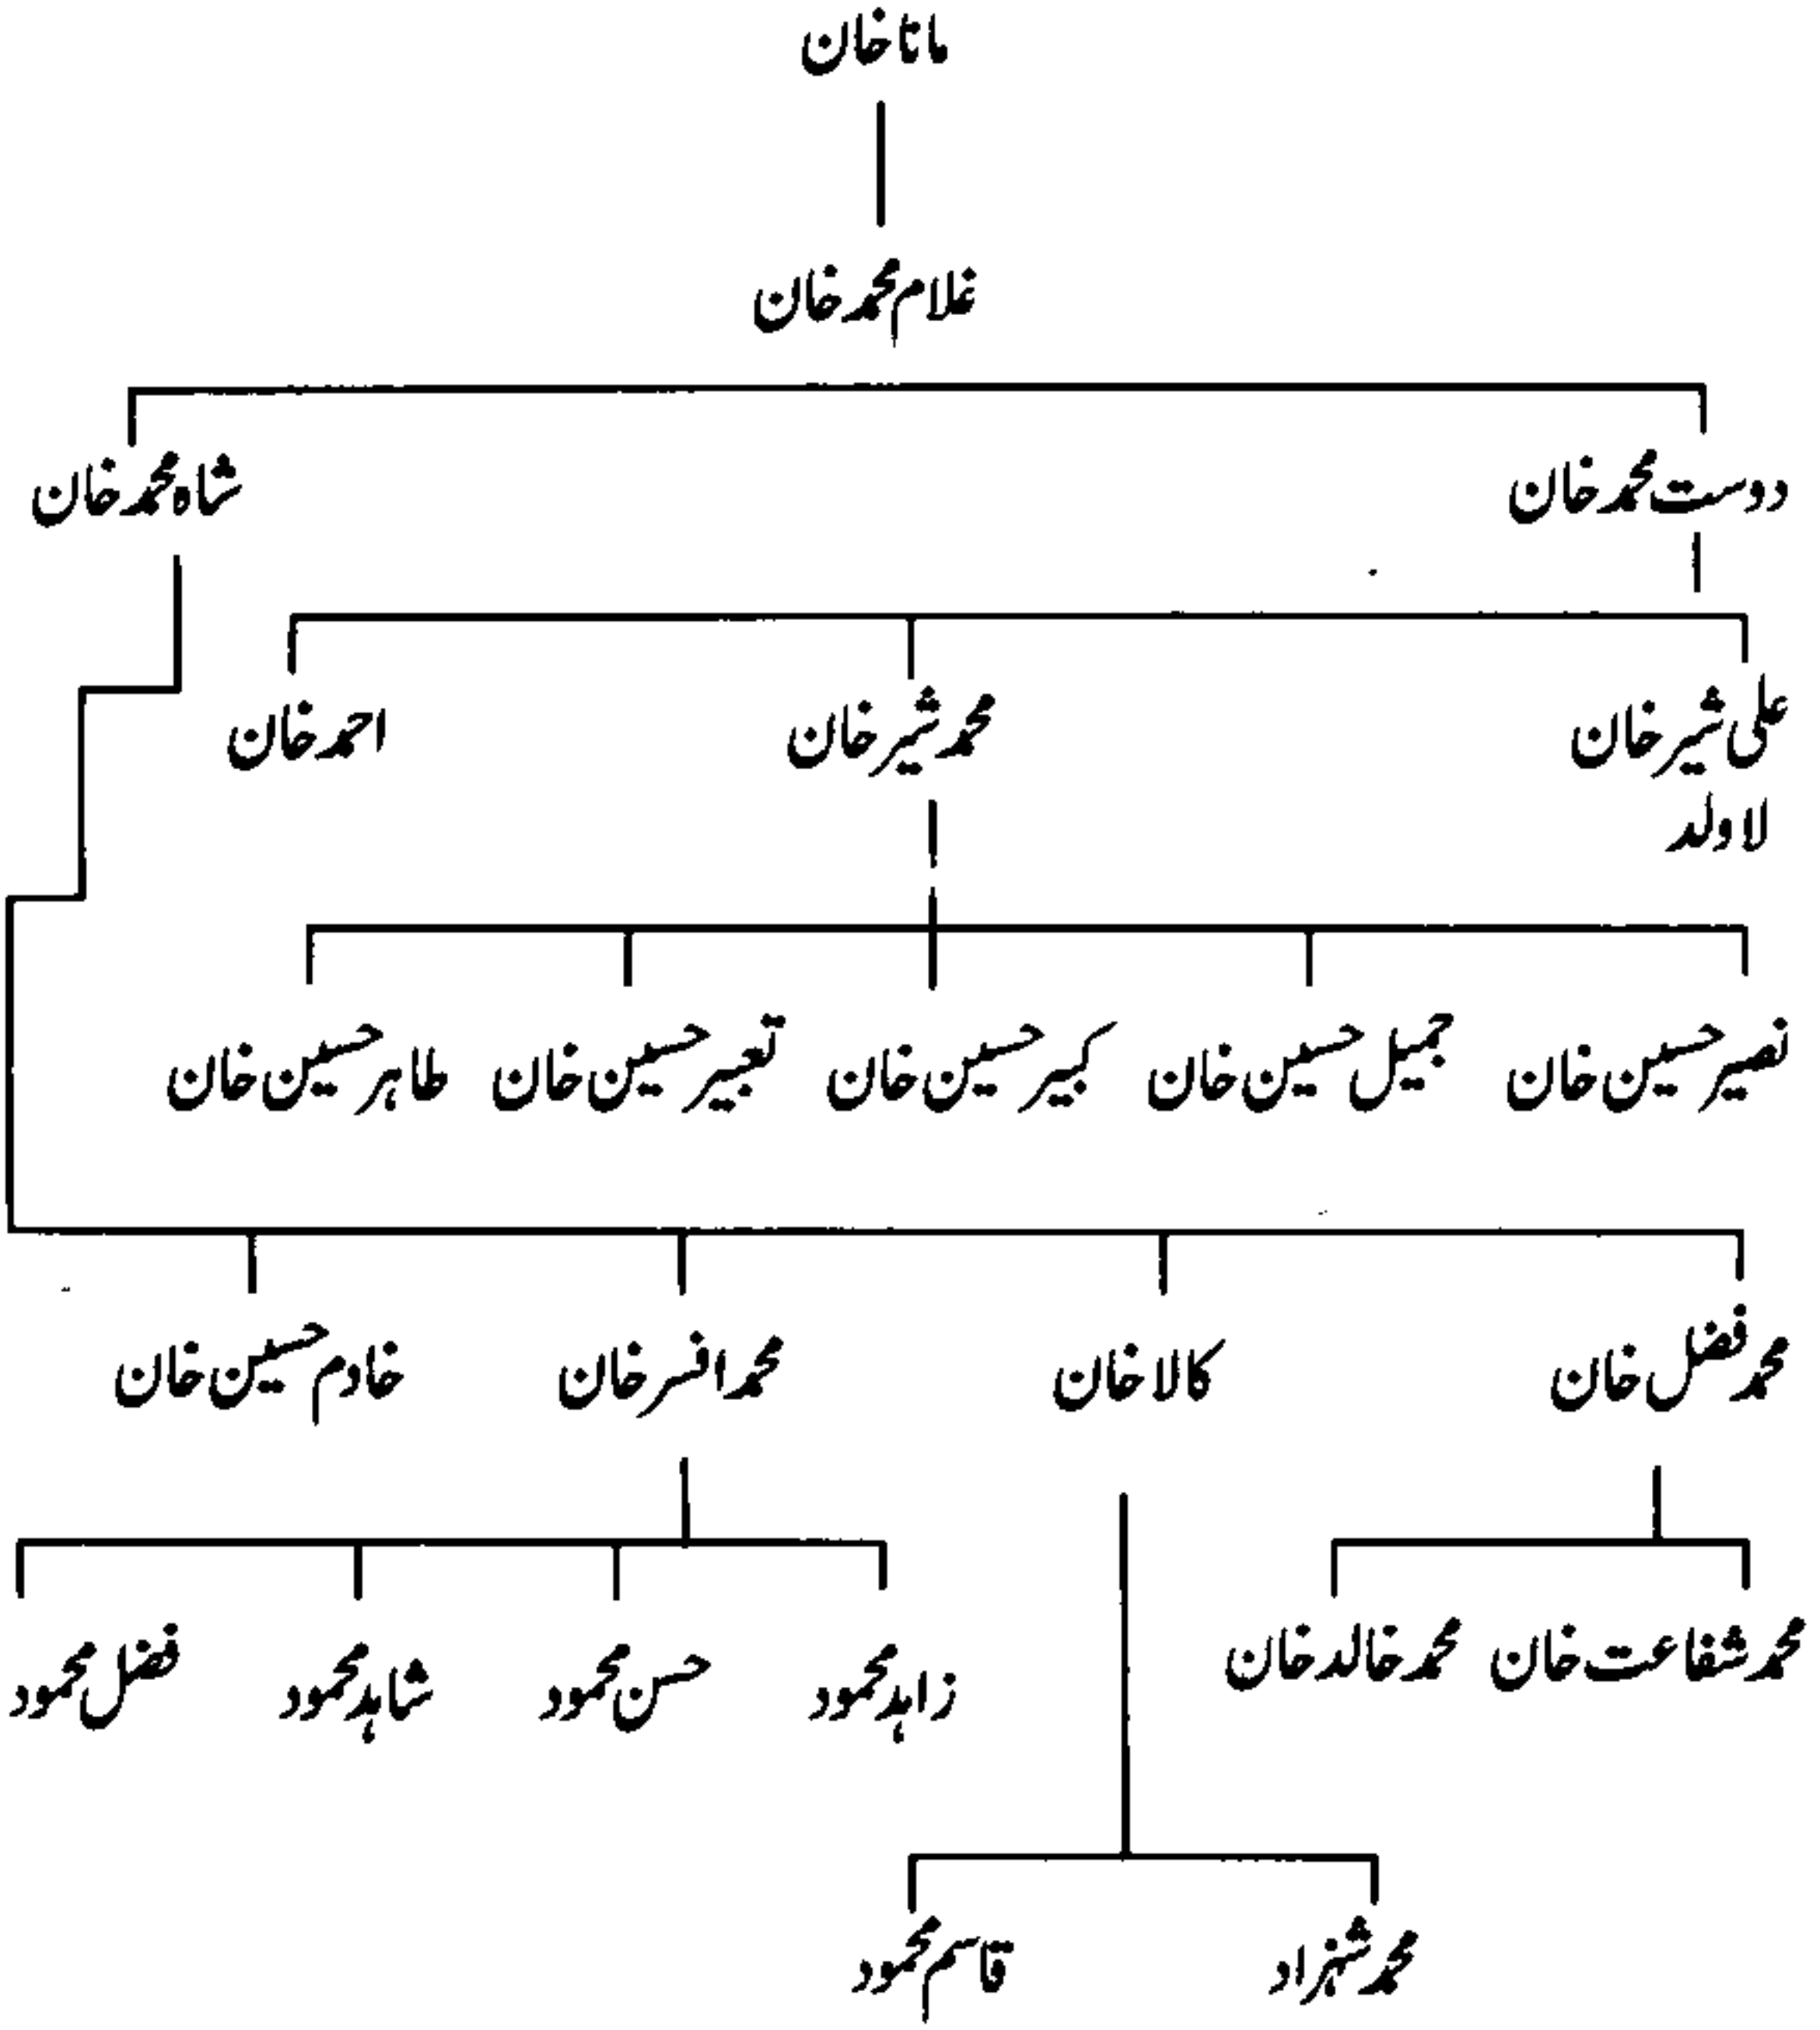 ماناخان
غلام محمد خان
دوست محمد خان شاہ محمد خان
علی شیر خان محمد شیر خان احمد خان
لاولد
نصیر حسین خان جمیل حسین خان کبیر حسین خان تعبیر حسین خان طاہر حسین خان
محمد فضل خان کالا خان محمد افسر خان خادم حسین خان
محمد شفاعت خان محمد خالد خان زاہد محمود حسن محمود شاہد محمود فضل محمود
محمد شہزاد قاسم محمود